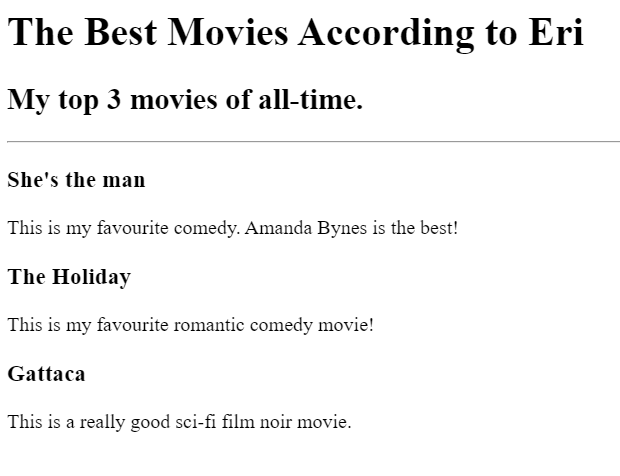 The Best Movies According to Eri
My top 3 movies of all-time.
She's the man
This is my favourite comedy. Amanda Bynes is the best!
The Holiday
This is my favourite romantic comedy movie!
Gattaca
This is a really good sci-fi film noir movie.